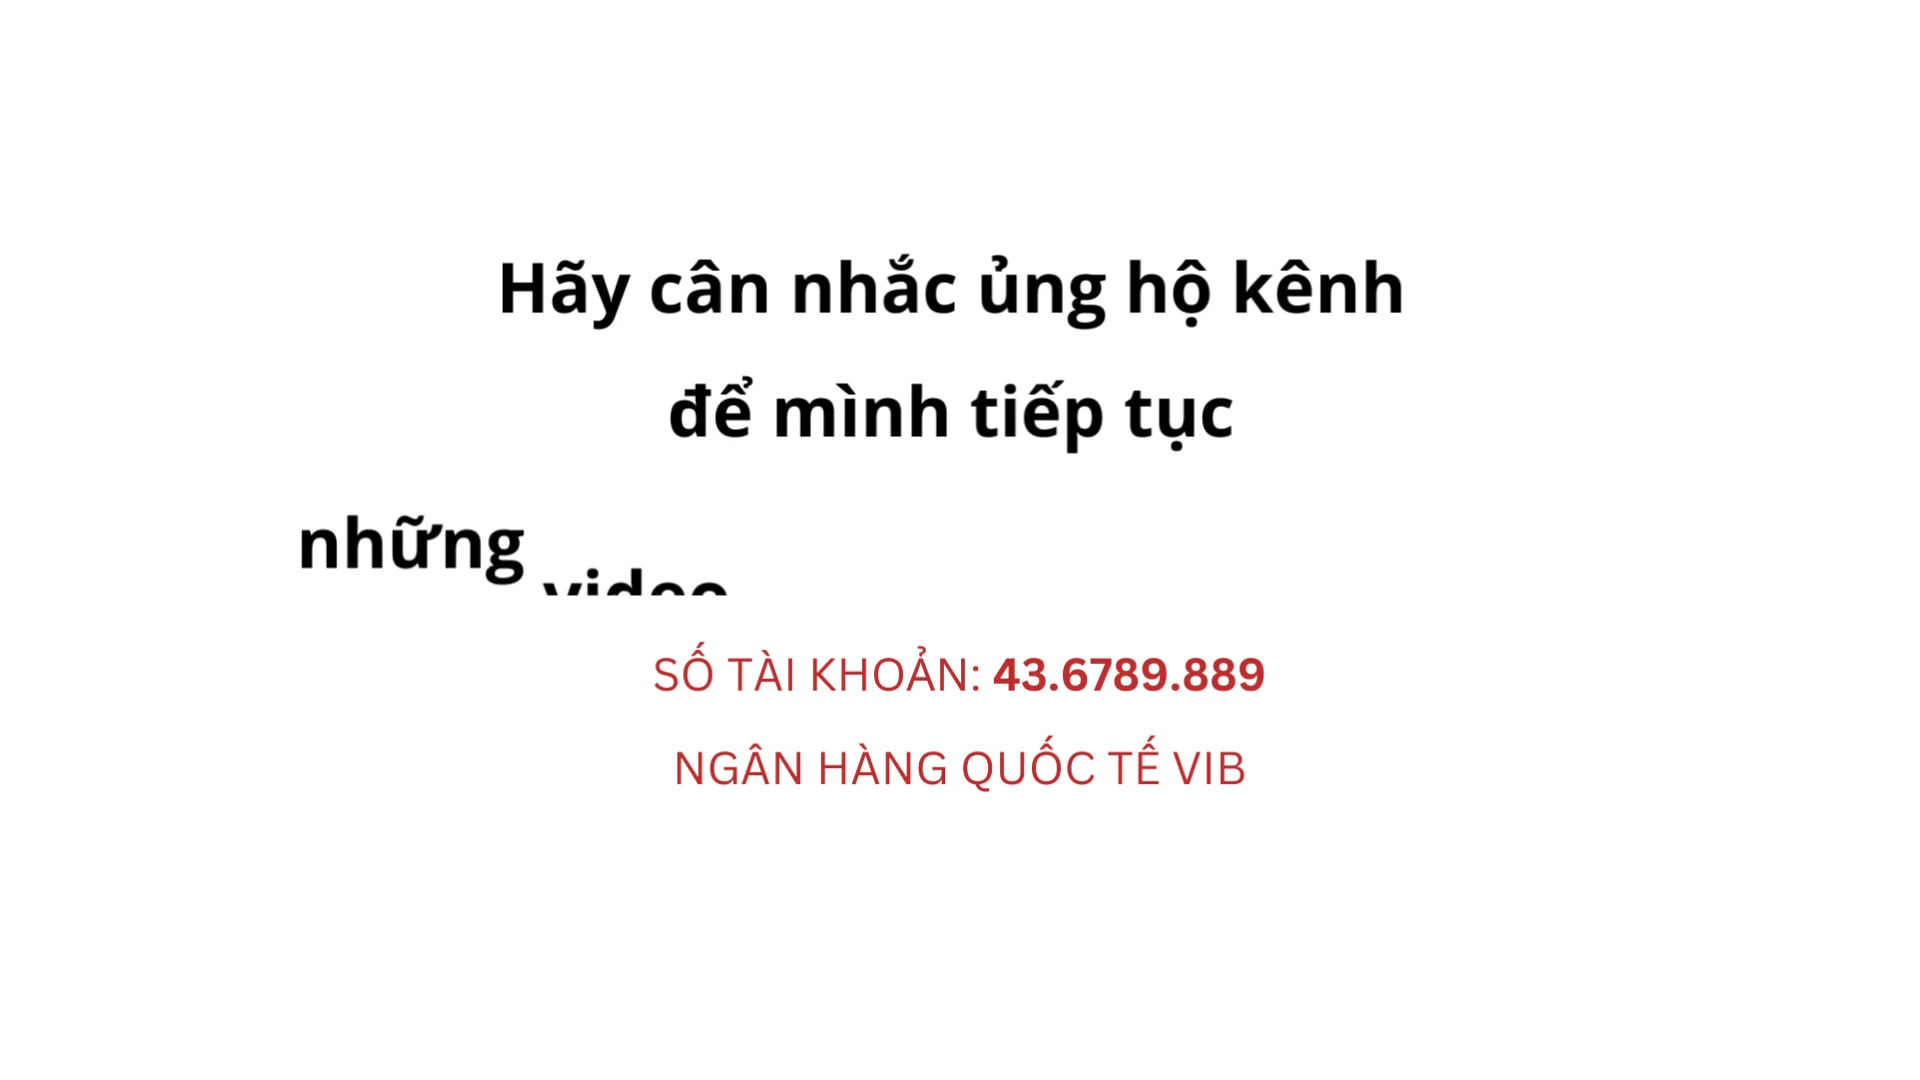 Hãy cân nhắc ủng hộ kênh
để mình tiếp tục
những video
SỐ TÀI KHOẢN: 43.6789.889
NGÂN HÀNG QUỐC TẾ VIB